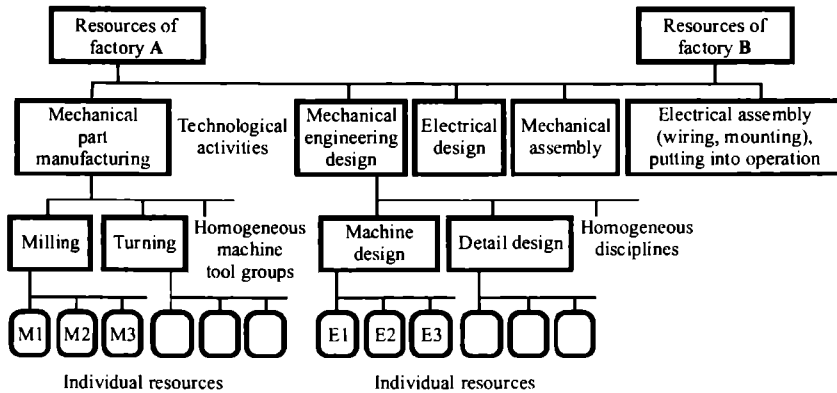 Resources of
factory A
Resources of
factory B
Mechanical
part
manufacturing
Technological
activities
Mechanical
engineering
design
Electrical
design
Mechanical
assembly
Electrical assembly
(wiring, mounting),
putting into operation
Milling
Turning
Homogeneous
machine
tool groups
Machine
design
Detail design
Homogeneous
disciplines
M1
M2
M3
E1
E2
E3
Individual resources
Individual resources